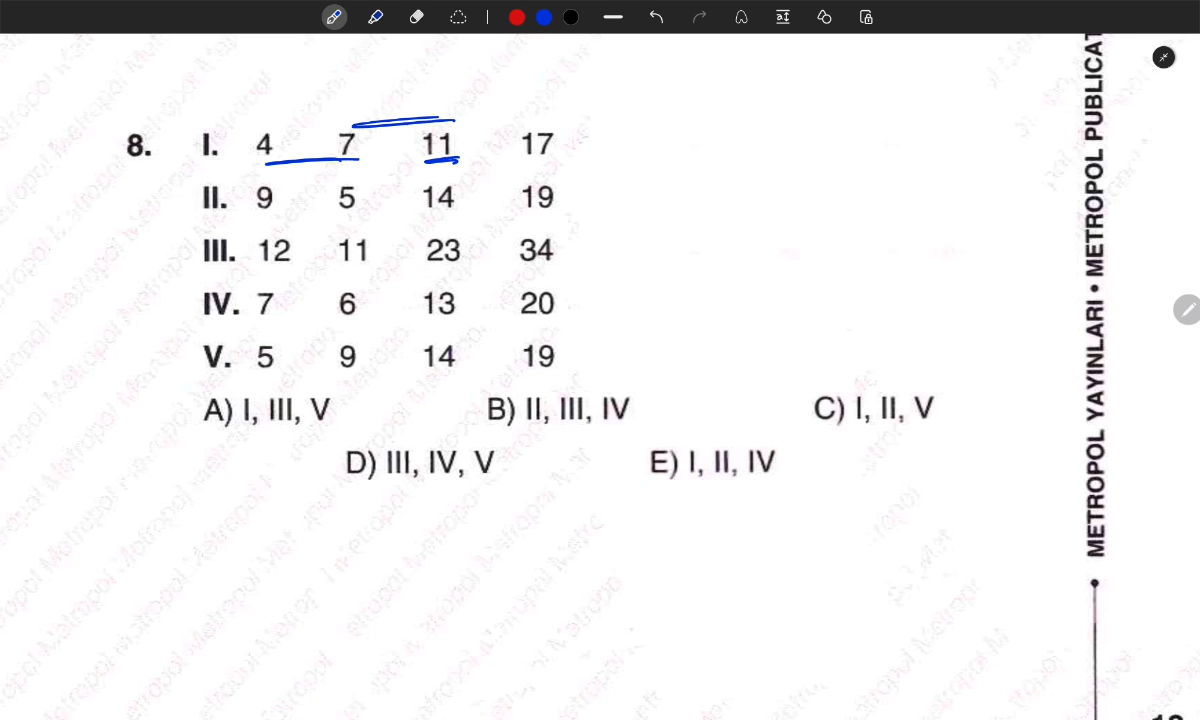 8. I. 4 7 11 17
II. 9 5 14 19
III. 12 11 23 34
IV. 7 6 13 20
V. 5 9 14 19
A) I, III, V B) II, III, IV C) I, II, V
D) III, IV, V E) I, II, IV
METROPOL YAYINLARI • METROPOL PUBLICAT